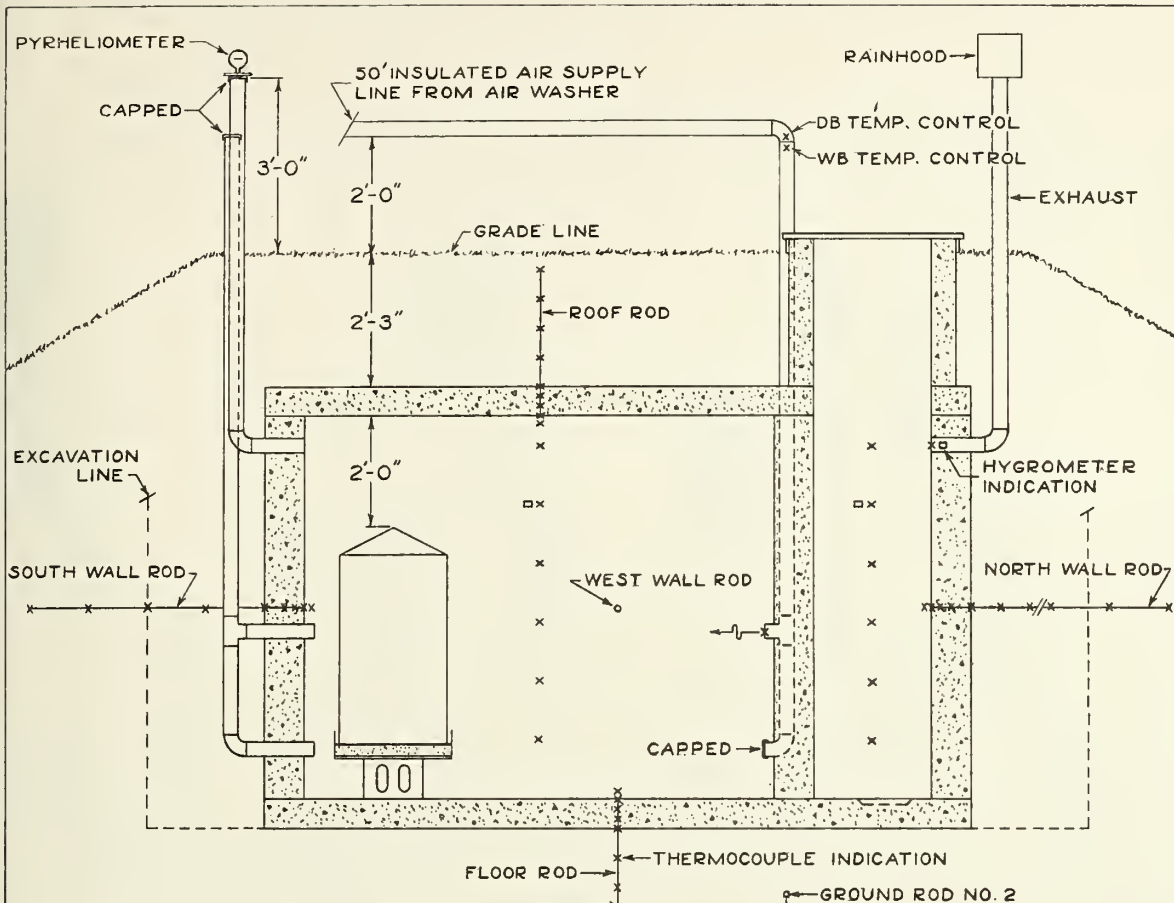 PYRHELIOMETER
CAPPED
50' INSULATED AIR SUPPLY
LINE FROM AIR WASHER
RAINHOOD
DB TEMP. CONTROL
WB TEMP. CONTROL
3'-0"
2'-0"
EXHAUST
GRADE LINE
2'-3"
ROOF ROD
EXCAVATION
LINE
2'-0"
HYGROMETER
INDICATION
SOUTH WALL ROD
WEST WALL ROD
NORTH WALL ROD
CAPPED
THERMOCOUPLE INDICATION
FLOOR ROD
GROUND ROD NO. 2